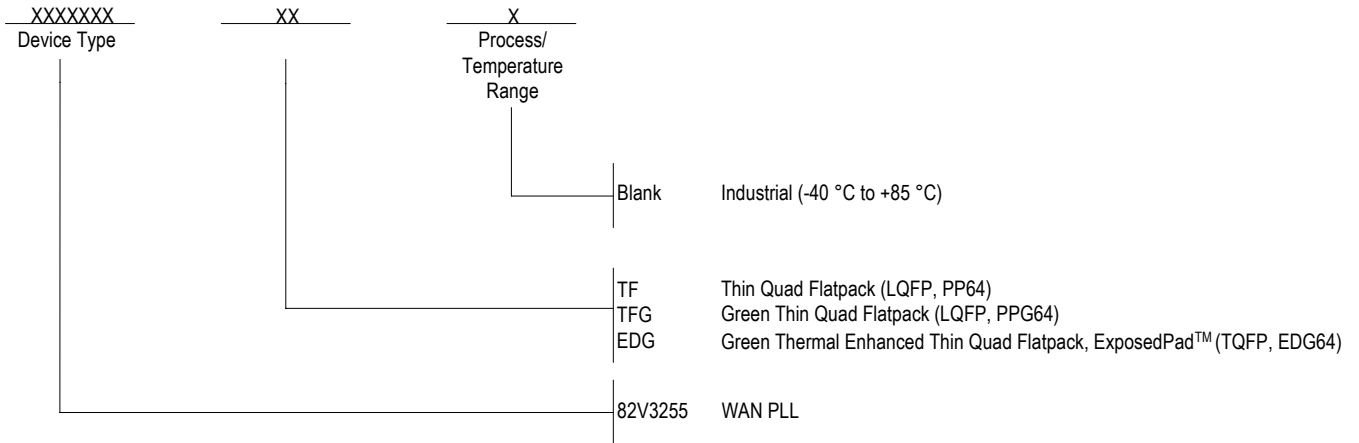 XXXXXXX XX X
Device Type
Process/
Temperature
Range
Blank Industrial (-40 °C to +85 °C)
TF Thin Quad Flatpack (LQFP, PP64)
TFG Green Thin Quad Flatpack (LQFP, PPG64)
EDG Green Thermal Enhanced Thin Quad Flatpack, ExposedPad™ (TQFP, EDG64)
82V3255 WAN PLL